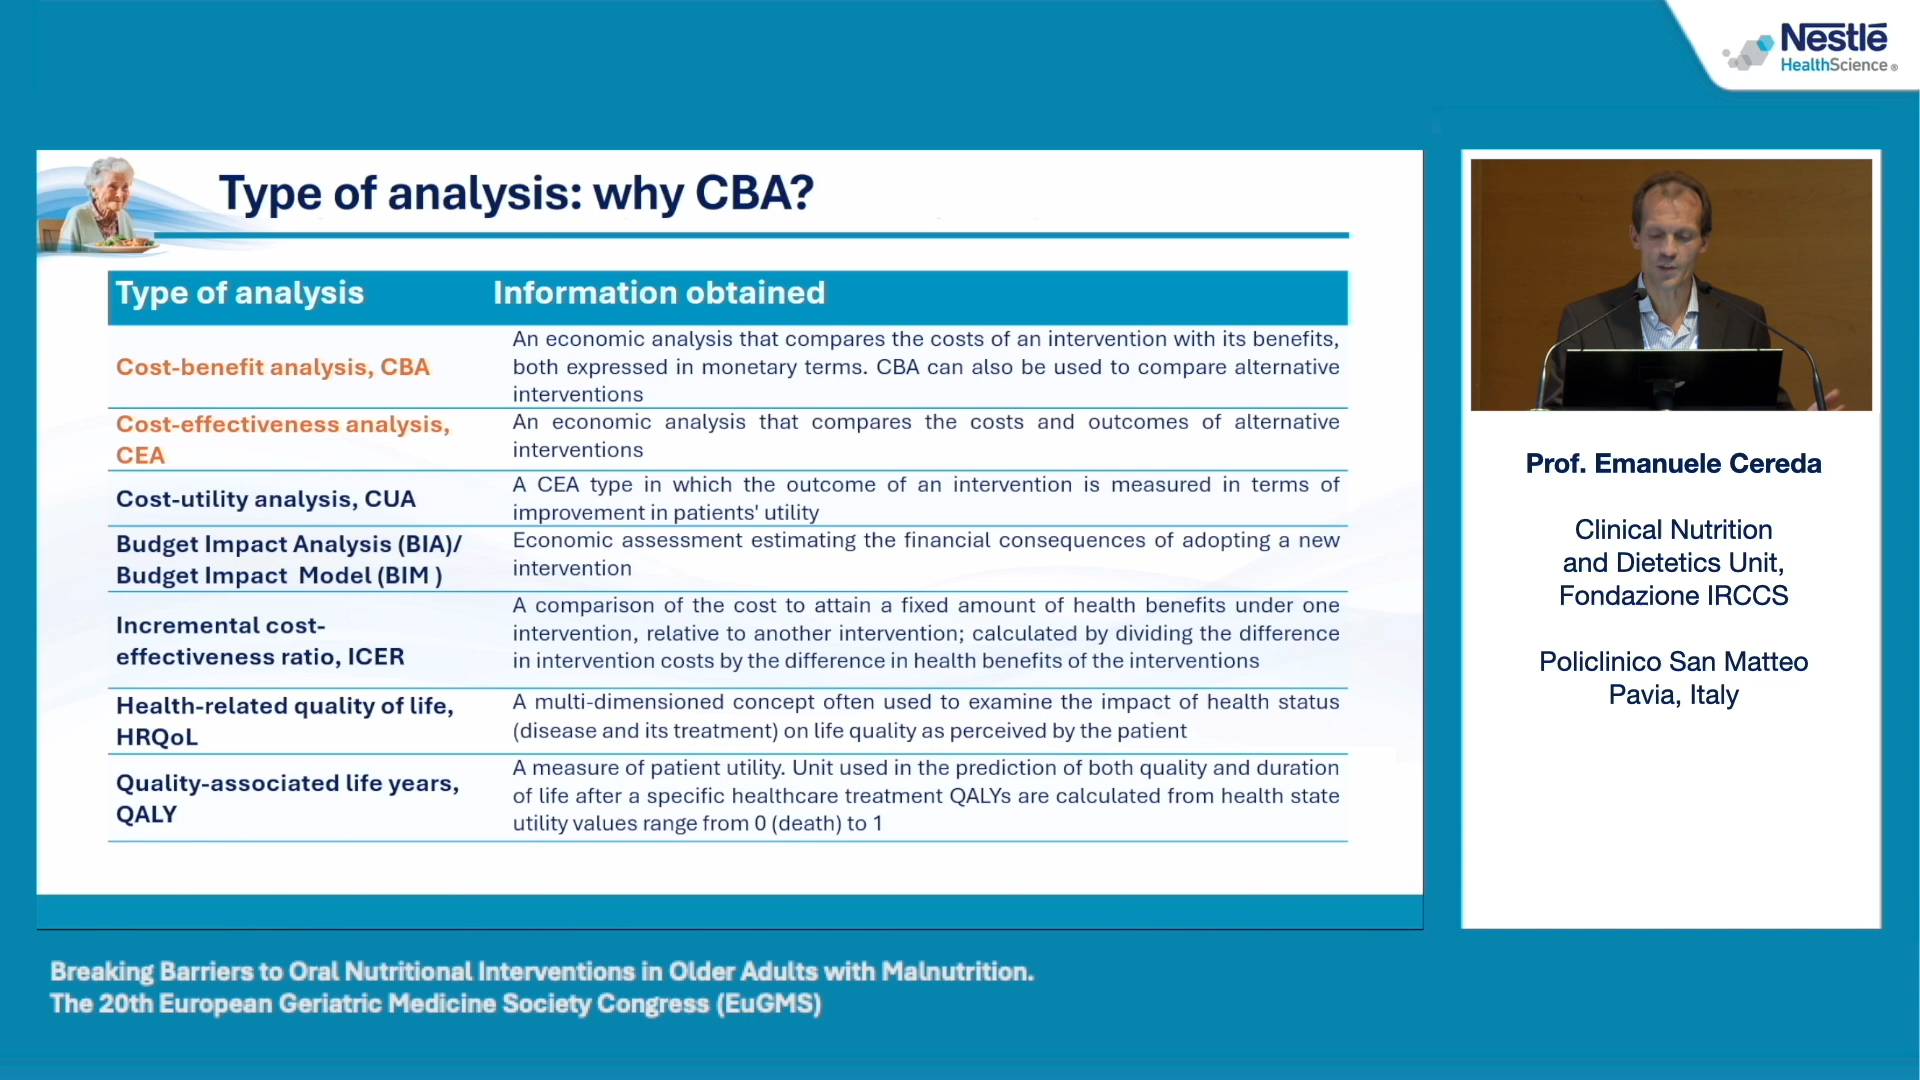 Nestlé
HealthScience
Type of analysis: why CBA?
Type of analysis
Information obtained
Cost-benefit analysis, CBA
An economic analysis that compares the costs of an intervention with its benefits,
both expressed in monetary terms. CBA can also be used to compare alternative
interventions
Cost-effectiveness analysis,
CEA
An economic analysis that compares the costs and outcomes of alternative
interventions
Cost-utility analysis, CUA
A CEA type in which the outcome of an intervention is measured in terms of
improvement in patients' utility
Budget Impact Analysis (BIA)/
Budget Impact Model (BIM )
Economic assessment estimating the financial consequences of adopting a new
intervention
Incremental cost-
effectiveness ratio, ICER
A comparison of the cost to attain a fixed amount of health benefits under one
intervention, relative to another intervention; calculated by dividing the difference
in intervention costs by the difference in health benefits of the interventions
Health-related quality of life,
HRQoL
A multi-dimensioned concept often used to examine the impact of health status
(disease and its treatment) on life quality as perceived by the patient
Quality-associated life years,
QALY
A measure of patient utility. Unit used in the prediction of both quality and duration
of life after a specific healthcare treatment QALYs are calculated from health state
utility values range from 0 (death) to 1
Prof. Emanuele Cereda
Clinical Nutrition
and Dietetics Unit,
Fondazione IRCCS
Policlinico San Matteo
Pavia, Italy
Breaking Barriers to Oral Nutritional Interventions in Older Adults with Malnutrition.
The 20th European Geriatric Medicine Society Congress (EuGMS)